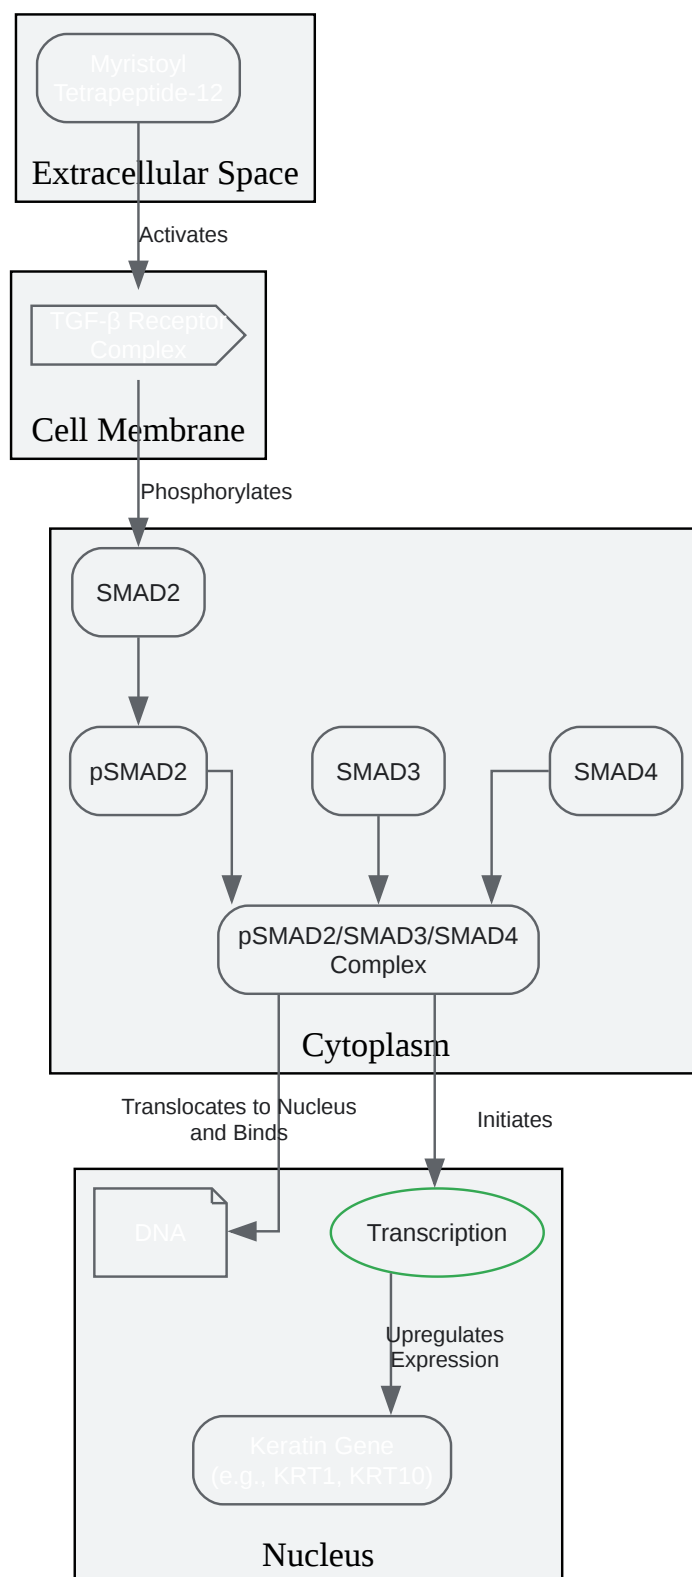 Myristoyl
Tetrapeptide-12
Extracellular Space
Activates
TGF-β Receptor
Complex
Cell Membrane
Phosphorylates
SMAD2
pSMAD2
SMAD3
SMAD4
pSMAD2/SMAD3/SMAD4
Complex
Cytoplasm
Translocates to Nucleus
and Binds
Initiates
DNA
Transcription
Upregulates
Expression
Keratin Gene
(e.g., KRT1, KRT10)
Nucleus